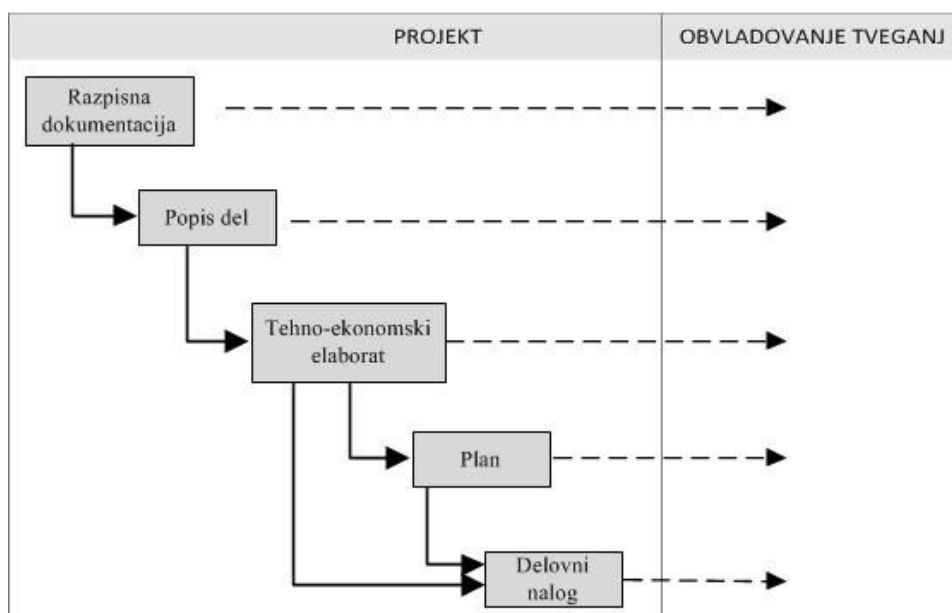 PROJEKT
OBVLADOVANJE TVEGANJ
Razpisna
dokumentacija
Popis del
Tehno-ekonomski
elaborat
Plan
Delovni
nalog